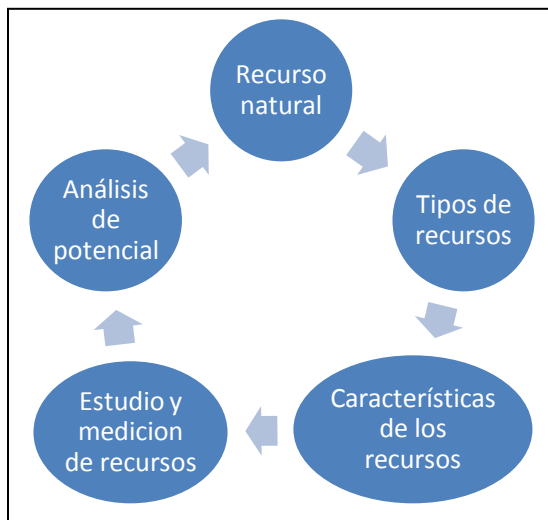 Recurso
natural
Tipos de
recursos
Características
de los
recursos
Estudio y
medicion
de recursos
Análisis
de
potencial